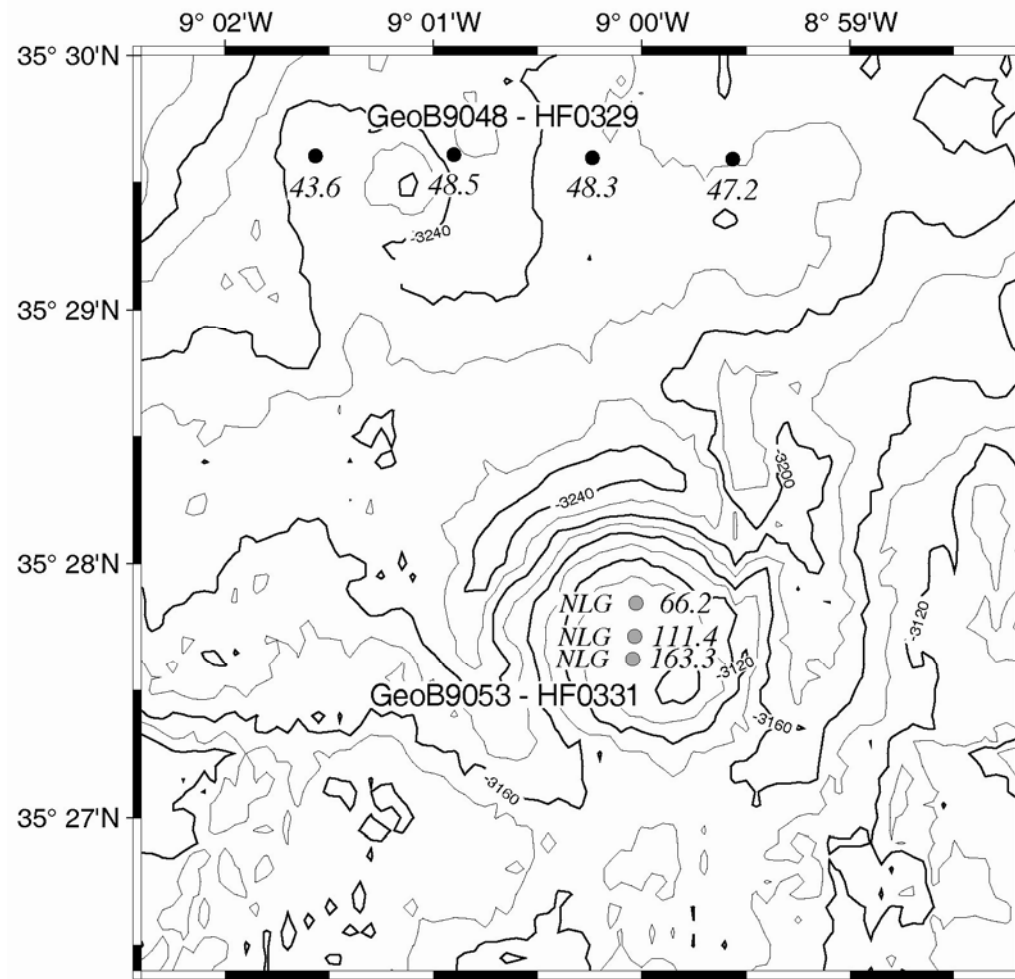 9° 02'W 9° 01'W 9° 00'W 8° 59'W
35° 30'N
GeoB9048 - HF0329
43.6 48.5 48.3 47.2
-3240
35° 29'N
-3200
-3240
35° 28'N
NLG 66.2
-3120
NLG 111.4
NLG 163.3
-3120
GeoB9053 - HF0331
-3160
-3160
35° 27'N